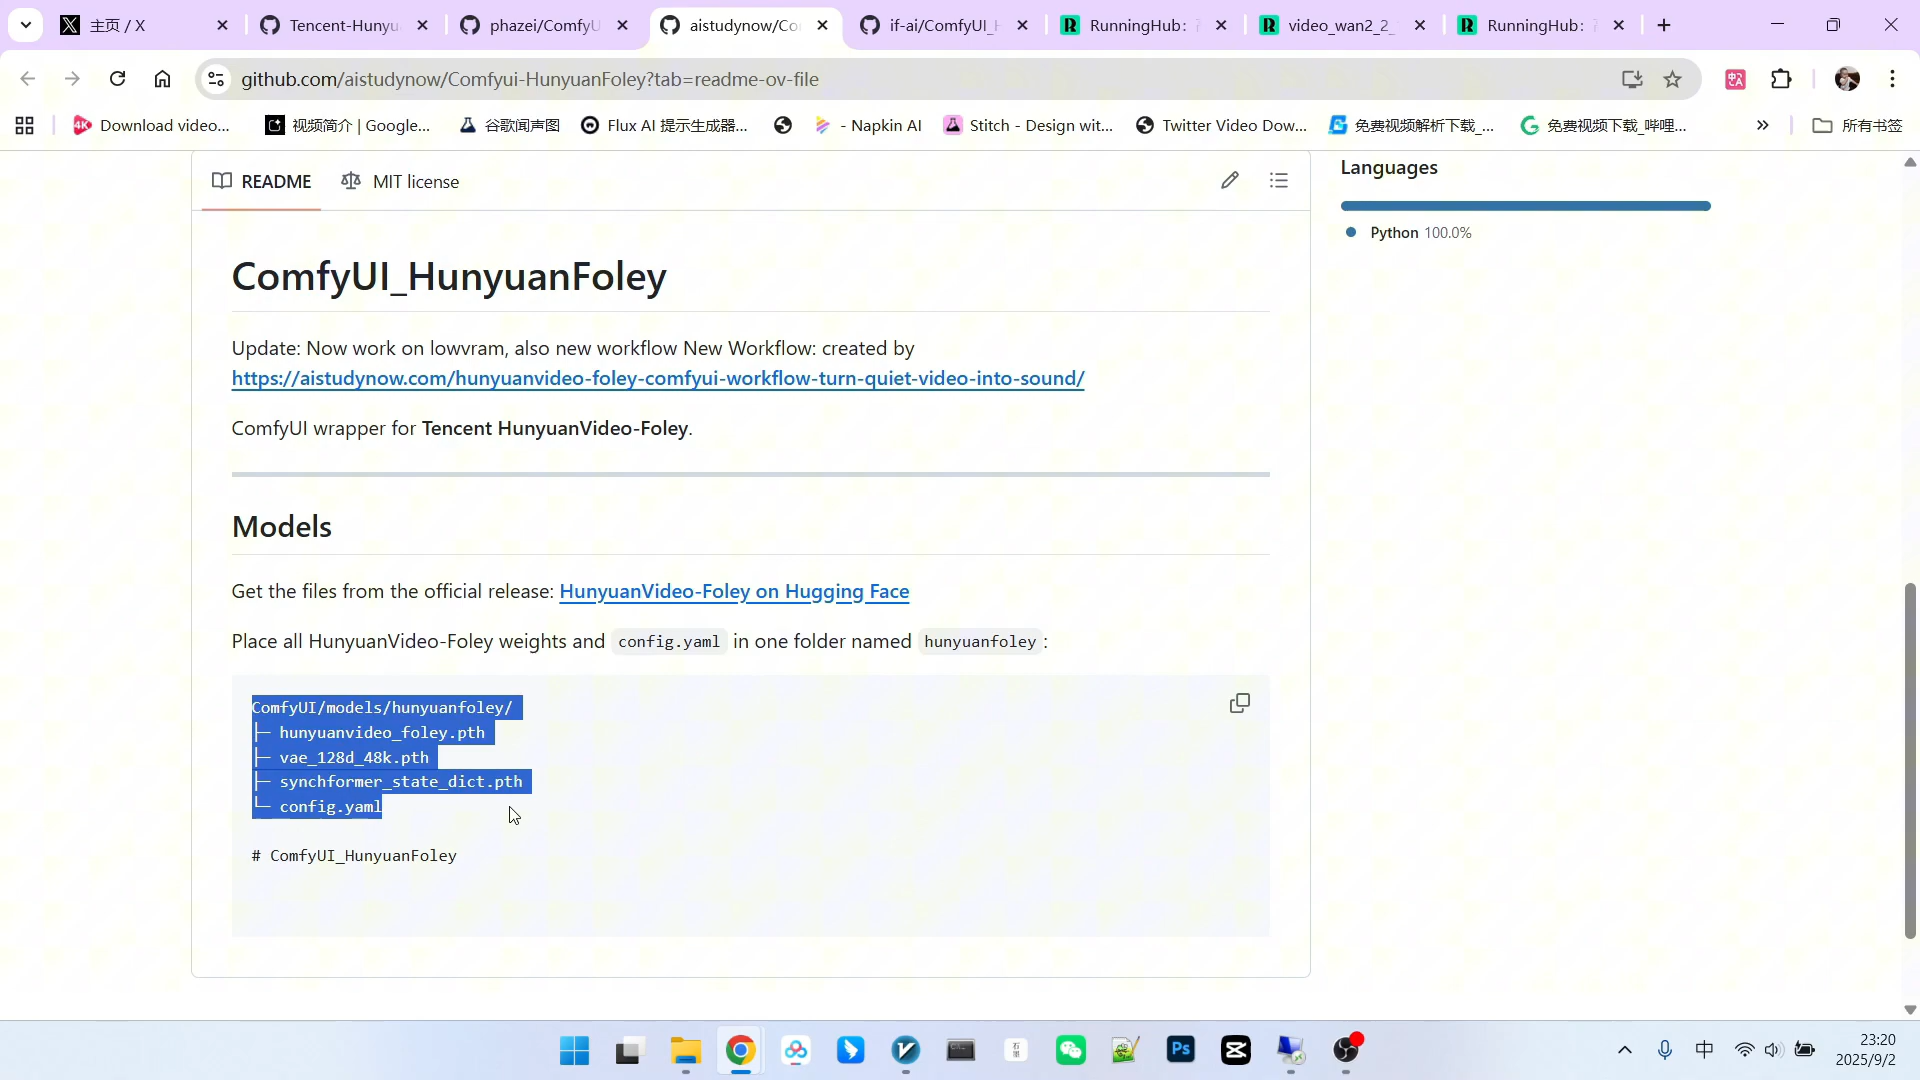 主页 / X
Tencent-Hunyu
phazei/ComfyU
aistudynow/Co
if-ai/ComfyUI_H
RunningHub:
video_wan2_2_
RunningHub:
github.com/aistudynow/Comfyui-HunyuanFoley?tab=readme-ov-file
Download video...
视频简介 | Google...
谷歌闻声图
Flux AI 提示生成器...
- Napkin AI
Stitch - Design wit...
Twitter Video Dow...
免费视频解析下载_...
免费视频下载_哔哩...
»
所有书签
README
MIT license
Languages
Python 100.0%
ComfyUI_HunyuanFoley
Update: Now work on lowvram, also new workflow New Workflow: created by
https://aistudynow.com/hunyuanvideo-foley-comfyui-workflow-turn-quiet-video-into-sound/
ComfyUI wrapper for Tencent HunyuanVideo-Foley.
Models
Get the files from the official release: HunyuanVideo-Foley on Hugging Face
Place all HunyuanVideo-Foley weights and config.yaml in one folder named hunyuanfoley:
ComfyUI/models/hunyuanfoley/
├─ hunyuanvideo_foley.pth
├─ vae_128d_48k.pth
├─ synchformer_state_dict.pth
└─ config.yaml
# ComfyUI_HunyuanFoley
石墨
Ps
中
23:20
2025/9/2